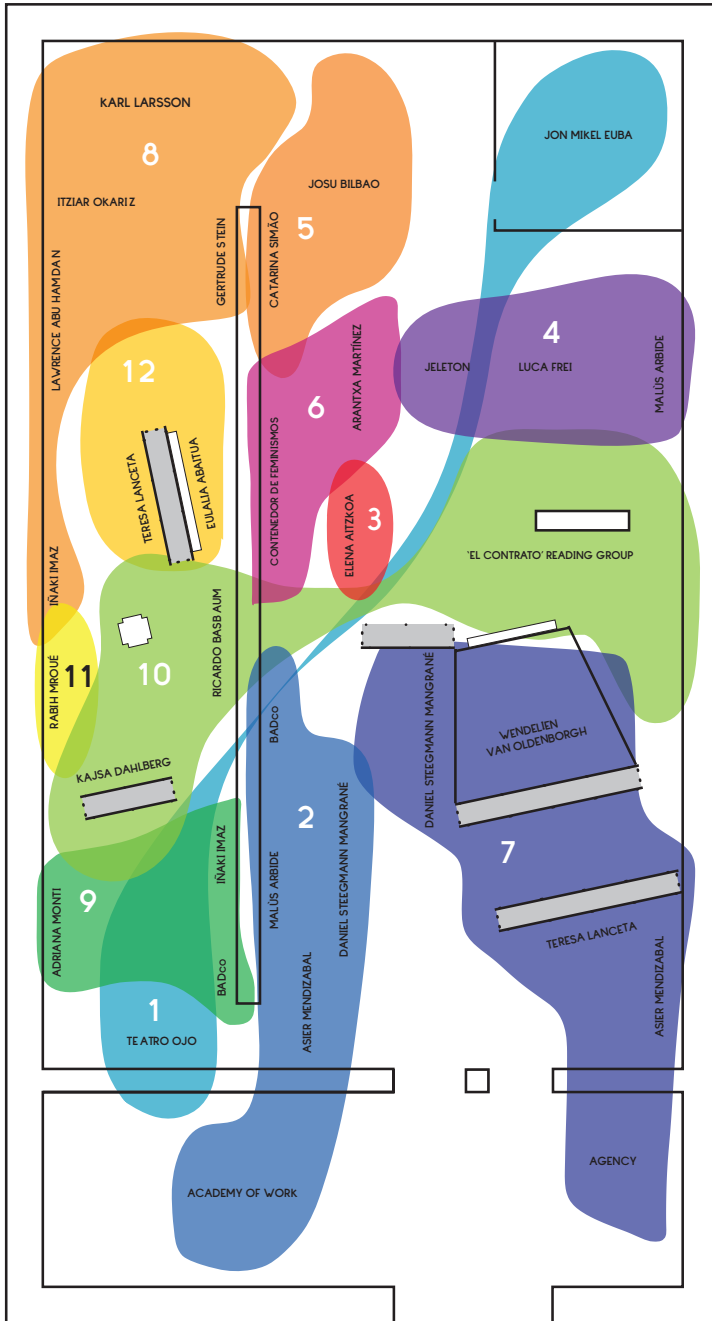 KARL LARSSON
8
ITZIAR OKARIZ
LAWRENCE ABU HAMDAN
GERTRUDE STEIN
JOSU BILBAO
5
CATARINA SIMÃO
JON MIKEL EUBA
12
TERESA LANCETA
EULALIA ABAITUA
6
ARANTXA MARTÍNEZ
CONTENEDOR DE FEMINISMOS
4
JELETON
LUCA FREI
MALÚS ARBIDE
3
ELENA AITZKOA
'EL CONTRATO' READING GROUP
IÑAKI IMAZ
11
RABIH MROUÉ
10
RICARDO BASBAUM
KAJSA DAHLBERG
BADco
2
MALÚS ARBIDE
DANIEL STEEGMANN MANGRANÉ
ASIER MENDIZABAL
DANIEL STEEGMANN MANGRANÉ
WENDELIEN
VAN OLDENBORGH
7
TERESA LANCETA
ASIER MENDIZABAL
9
ADRIANA MONTI
IÑAKI IMAZ
BADco
1
TEATRO OJO
ACADEMY OF WORK
AGENCY